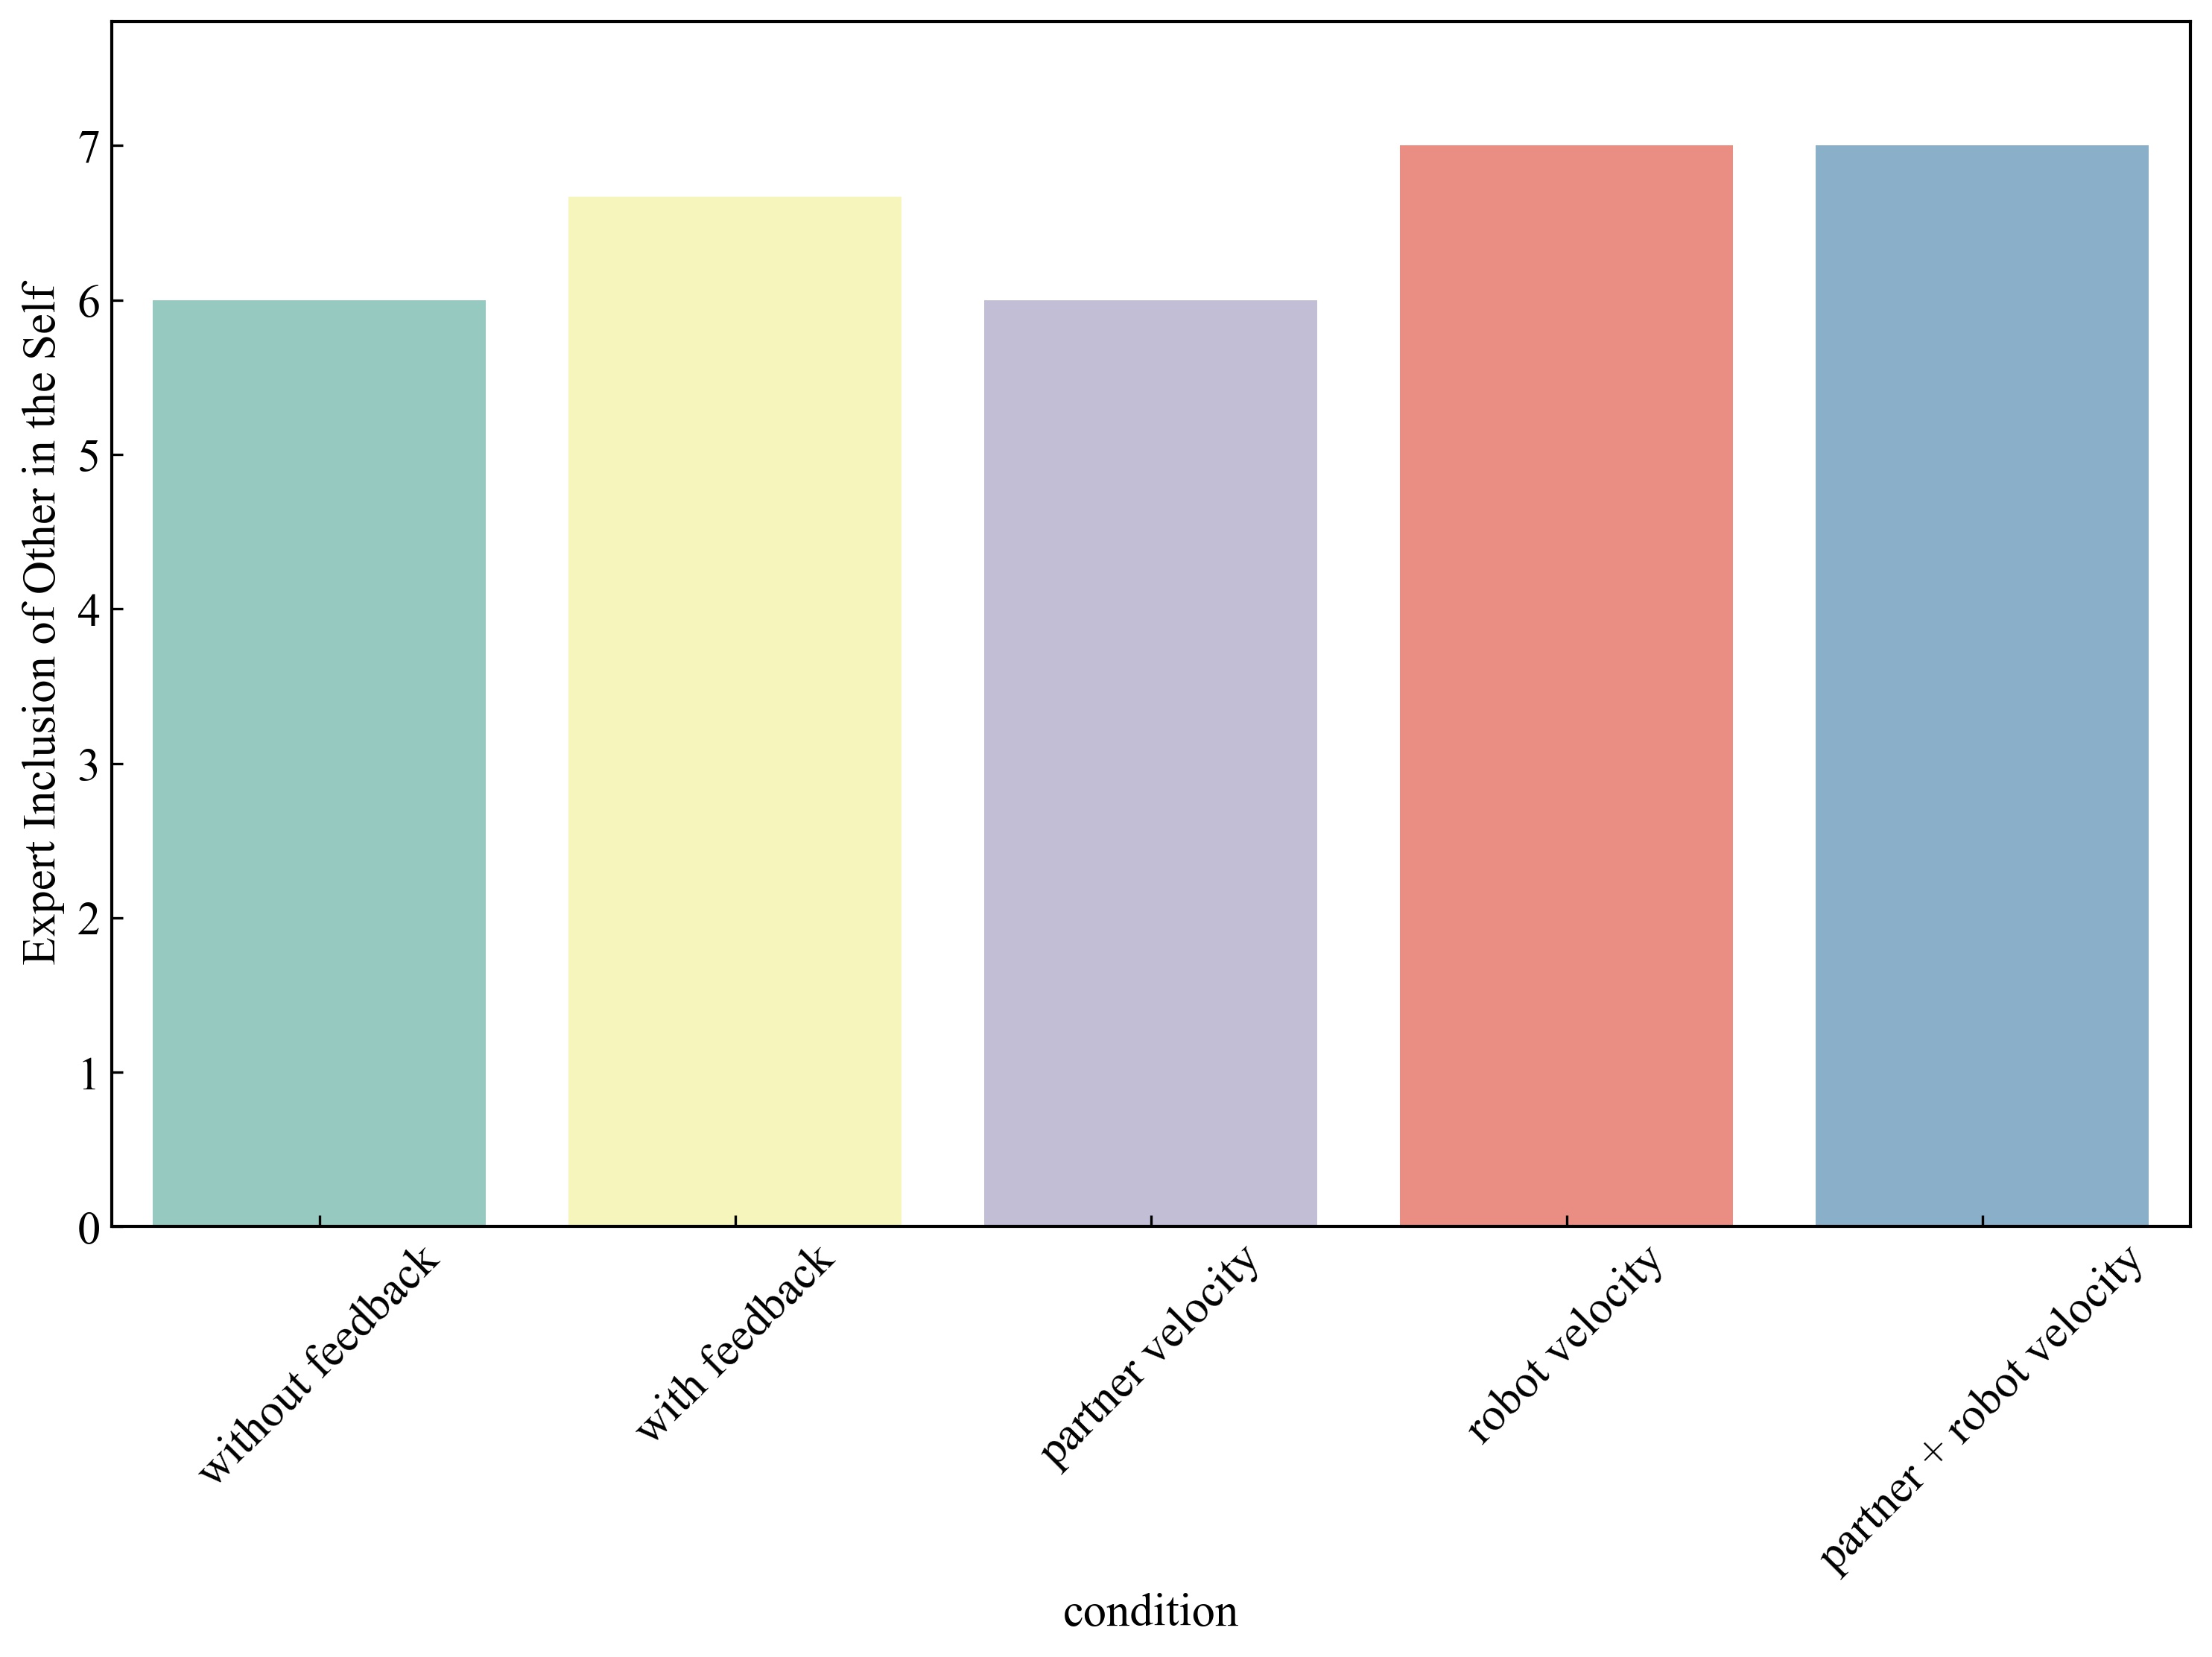 Expert Inclusion of Other in the Self
7
6
5
4
3
2
1
0
without feedback
with feedback
partner velocity
robot velocity
partner + robot velocity
condition